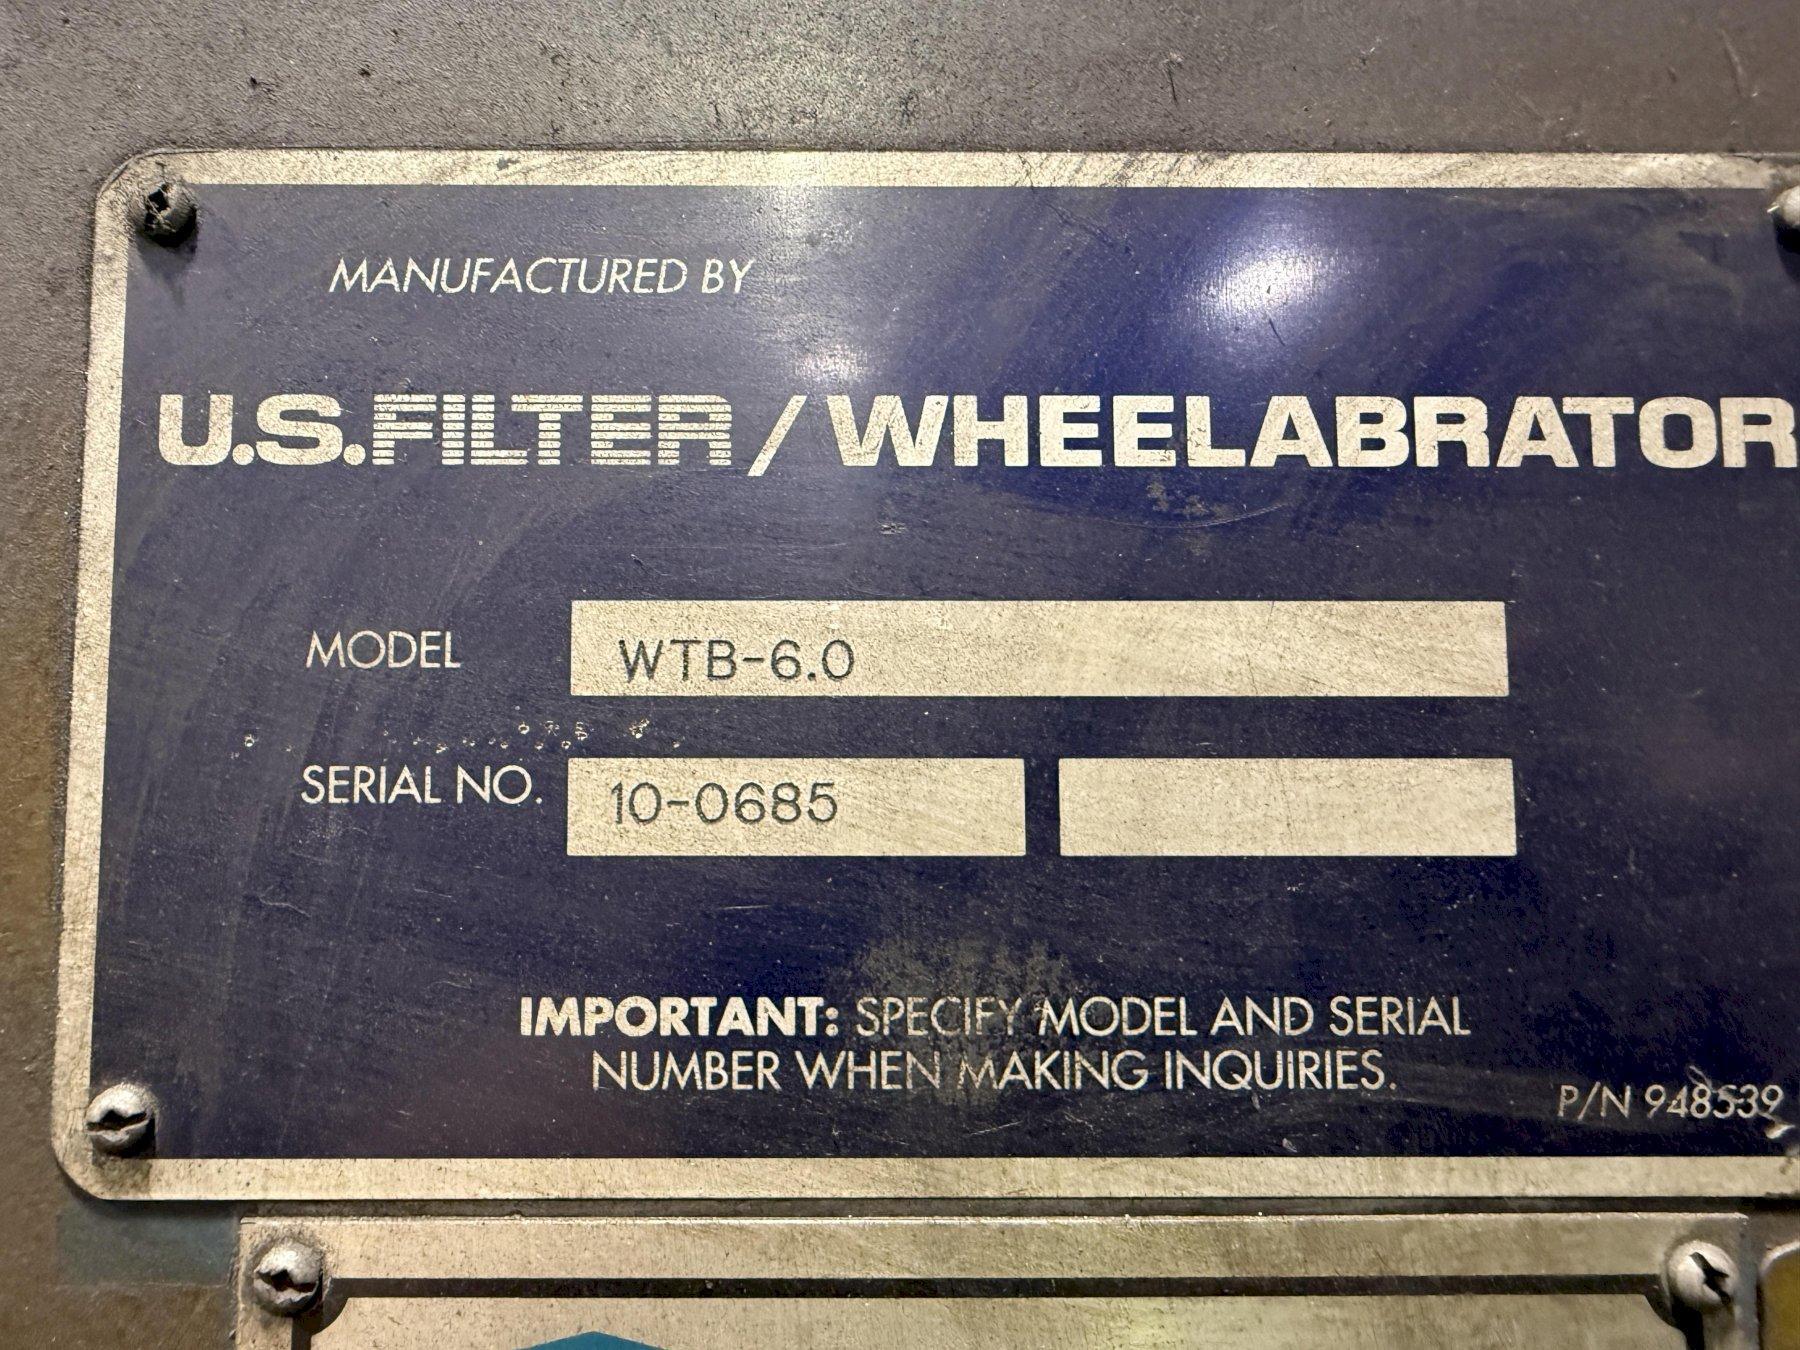 MANUFACTURED BY
U.S.FILTER/WHEELABRATOR
MODEL WTB-6.0
SERIAL NO. 10-0685
IMPORTANT: SPECIFY MODEL AND SERIAL
NUMBER WHEN MAKING INQUIRIES.
P/N 948539